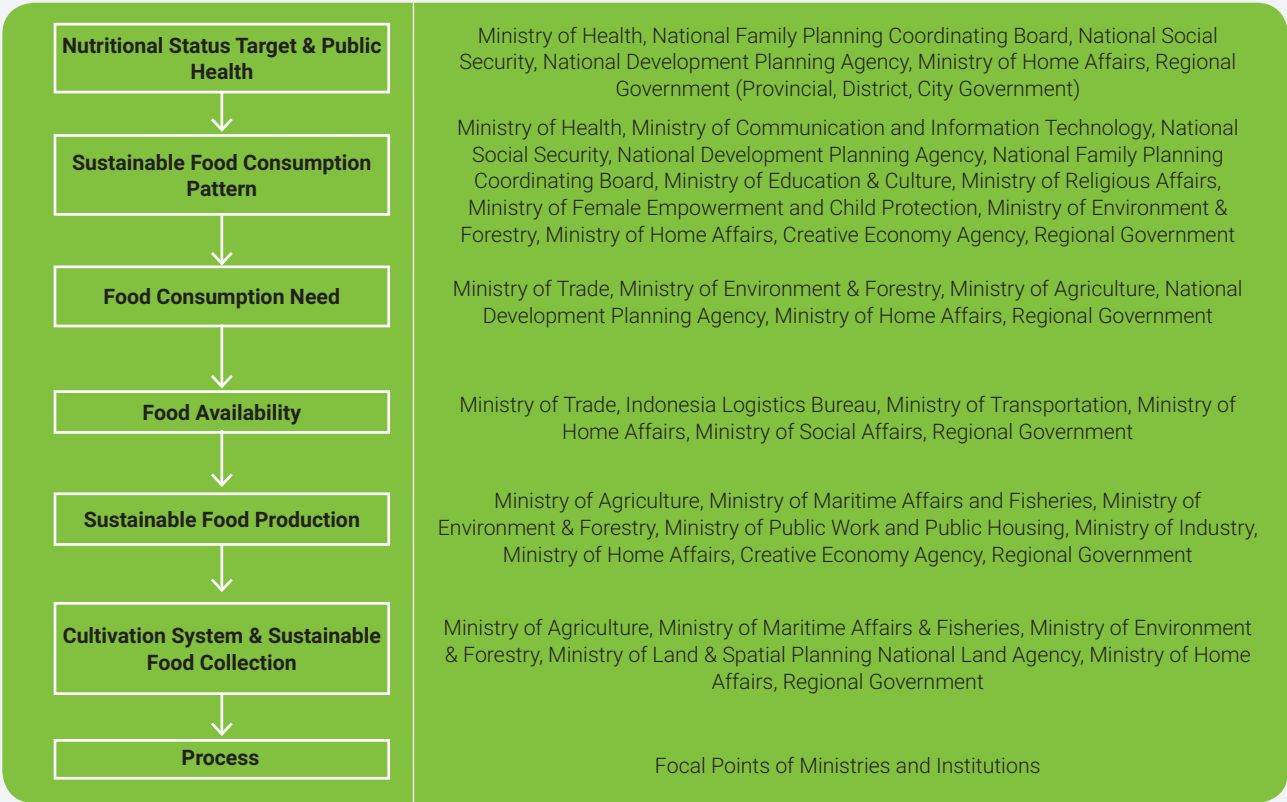 Nutritional Status Target & Public
Health
Ministry of Health, National Family Planning Coordinating Board, National Social
Security, National Development Planning Agency, Ministry of Home Affairs, Regional
Government (Provincial, District, City Government)
Sustainable Food Consumption
Pattern
Ministry of Health, Ministry of Communication and Information Technology, National
Social Security, National Development Planning Agency, National Family Planning
Coordinating Board, Ministry of Education & Culture, Ministry of Religious Affairs,
Ministry of Female Empowerment and Child Protection, Ministry of Environment &
Forestry, Ministry of Home Affairs, Creative Economy Agency, Regional Government
Food Consumption Need
Ministry of Trade, Ministry of Environment & Forestry, Ministry of Agriculture, National
Development Planning Agency, Ministry of Home Affairs, Regional Government
Food Availability
Ministry of Trade, Indonesia Logistics Bureau, Ministry of Transportation, Ministry of
Home Affairs, Ministry of Social Affairs, Regional Government
Sustainable Food Production
Ministry of Agriculture, Ministry of Maritime Affairs and Fisheries, Ministry of
Environment & Forestry, Ministry of Public Work and Public Housing, Ministry of Industry,
Ministry of Home Affairs, Creative Economy Agency, Regional Government
Cultivation System & Sustainable
Food Collection
Ministry of Agriculture, Ministry of Maritime Affairs & Fisheries, Ministry of Environment
& Forestry, Ministry of Land & Spatial Planning National Land Agency, Ministry of Home
Affairs, Regional Government
Process
Focal Points of Ministries and Institutions